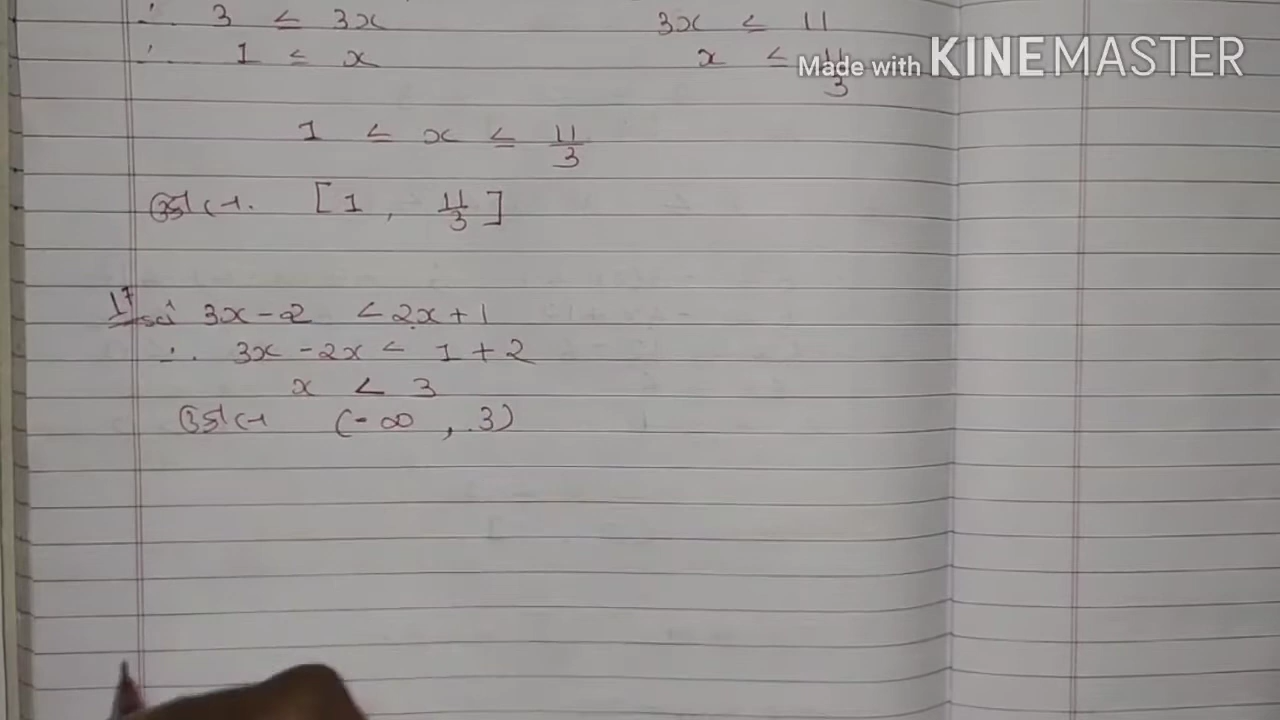 ∴ 3 ≤ 3x 3x ≤ 11
∴ 1 ≤ x x ≤ 11/3
Made with KINEMASTER
1 ≤ x ≤ 11/3
[1, 11/3]
17 3x-2 < 2x+1
∴ 3x-2x < 1+2
x < 3
(-∞, 3)